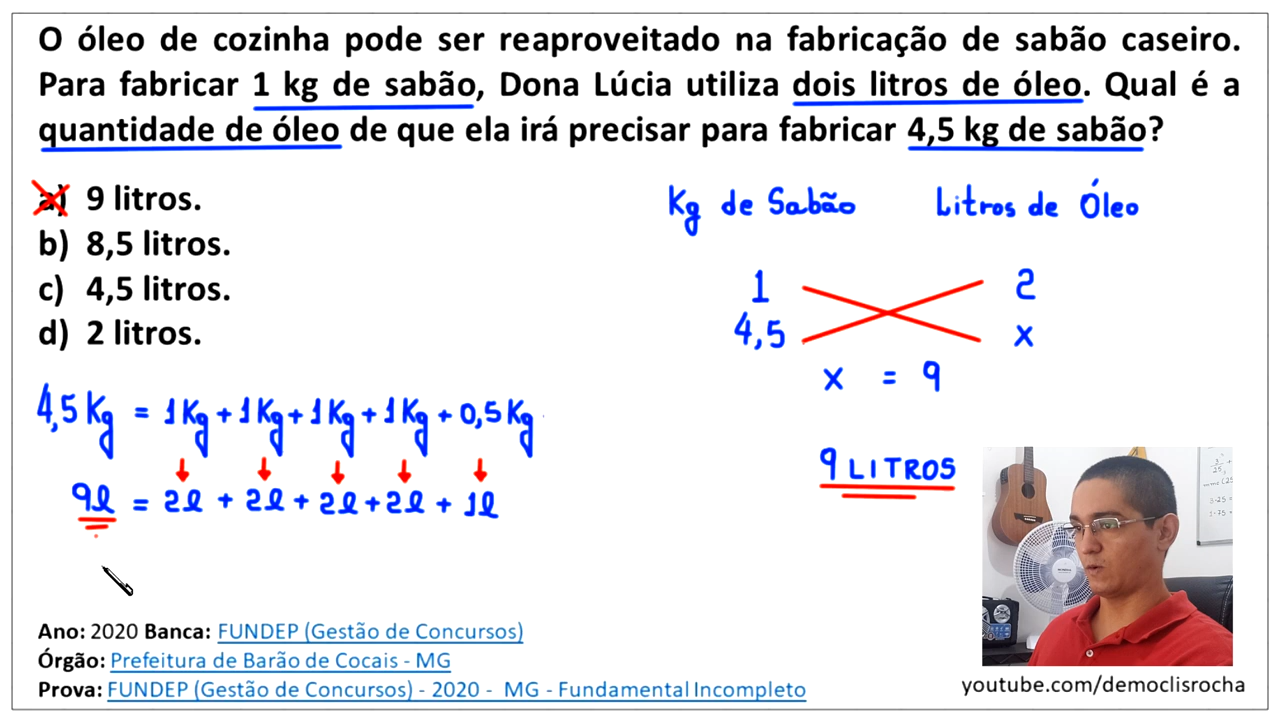 O óleo de cozinha pode ser reaproveitado na fabricação de sabão caseiro.
Para fabricar 1 kg de sabão, Dona Lúcia utiliza dois litros de óleo. Qual é a
quantidade de óleo de que ela irá precisar para fabricar 4,5 kg de sabão?
a) 9 litros.
b) 8,5 litros.
c) 4,5 litros.
d) 2 litros.
Kg de Sabão Litros de Óleo
1 2
4,5 x
x = 9
9 LITROS
4,5 Kg = 1 Kg + 1 Kg + 1 Kg + 1 Kg + 0,5 Kg
9l = 2l + 2l + 2l + 2l + 1l
Ano: 2020 Banca: FUNDEP (Gestão de Concursos)
Órgão: Prefeitura de Barão de Cocais - MG
Prova: FUNDEP (Gestão de Concursos) - 2020 - MG - Fundamental Incompleto
youtube.com/democlisrocha